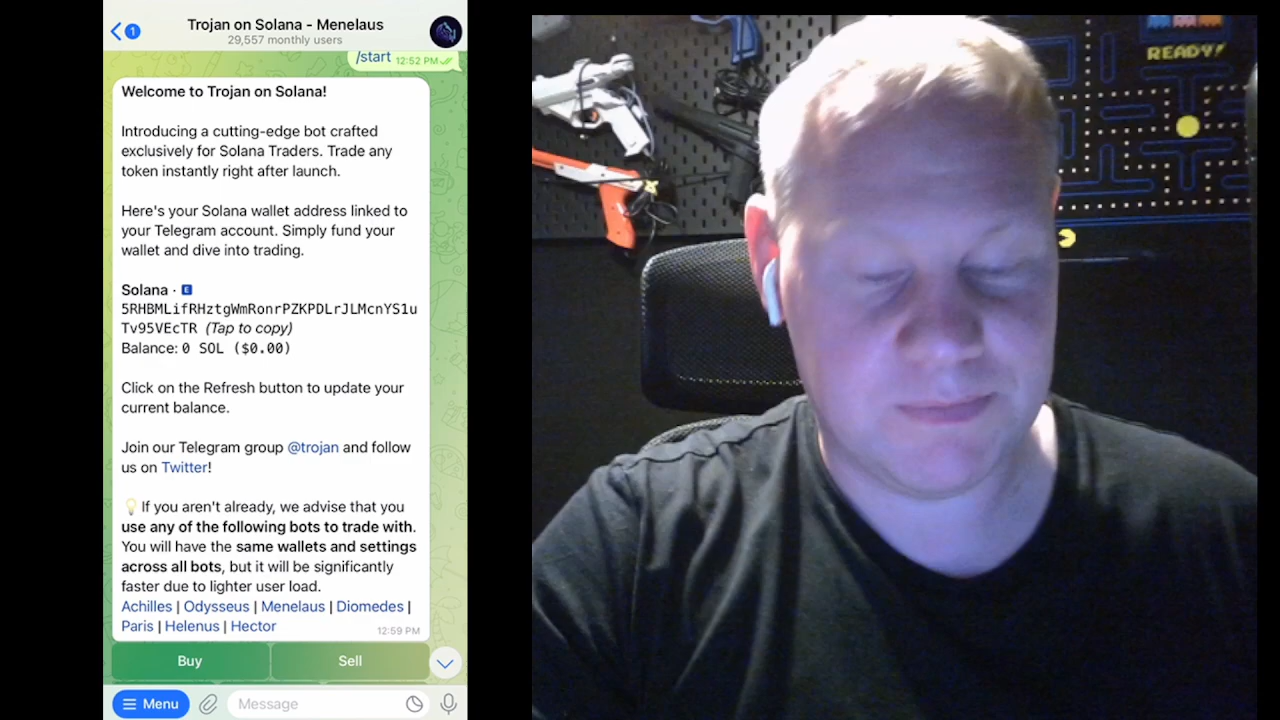 1
Trojan on Solana - Menelaus
29,557 monthly users
/start 12:52 PM
Welcome to Trojan on Solana!
Introducing a cutting-edge bot crafted
exclusively for Solana Traders. Trade any
token instantly right after launch.
Here's your Solana wallet address linked to
your Telegram account. Simply fund your
wallet and dive into trading.
Solana · E
5RHBMLifRHztgWmRonrPZKPDLrJLMcnYS1u
Tv95VEcTR (Tap to copy)
Balance: 0 SOL ($0.00)
Click on the Refresh button to update your
current balance.
Join our Telegram group @trojan and follow
us on Twitter!
💡 If you aren't already, we advise that you
use any of the following bots to trade with.
You will have the same wallets and settings
across all bots, but it will be significantly
faster due to lighter user load.
Achilles | Odysseus | Menelaus | Diomedes |
Paris | Helenus | Hector
12:59 PM
Buy Sell
Menu Message
READY!